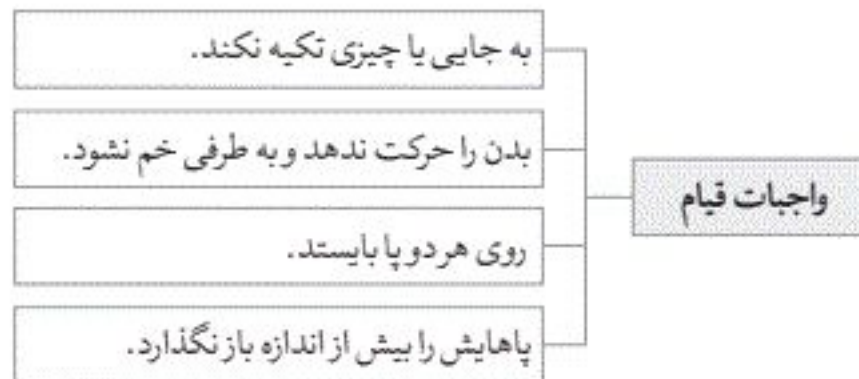 واجبات قیام
به جایی یا چیزی تکیه نکند.
بدن را حرکت ندهد و به طرفی خم نشود.
روی هر دو پا بایستد.
پاهایش را بیش از اندازه باز نگذارد.